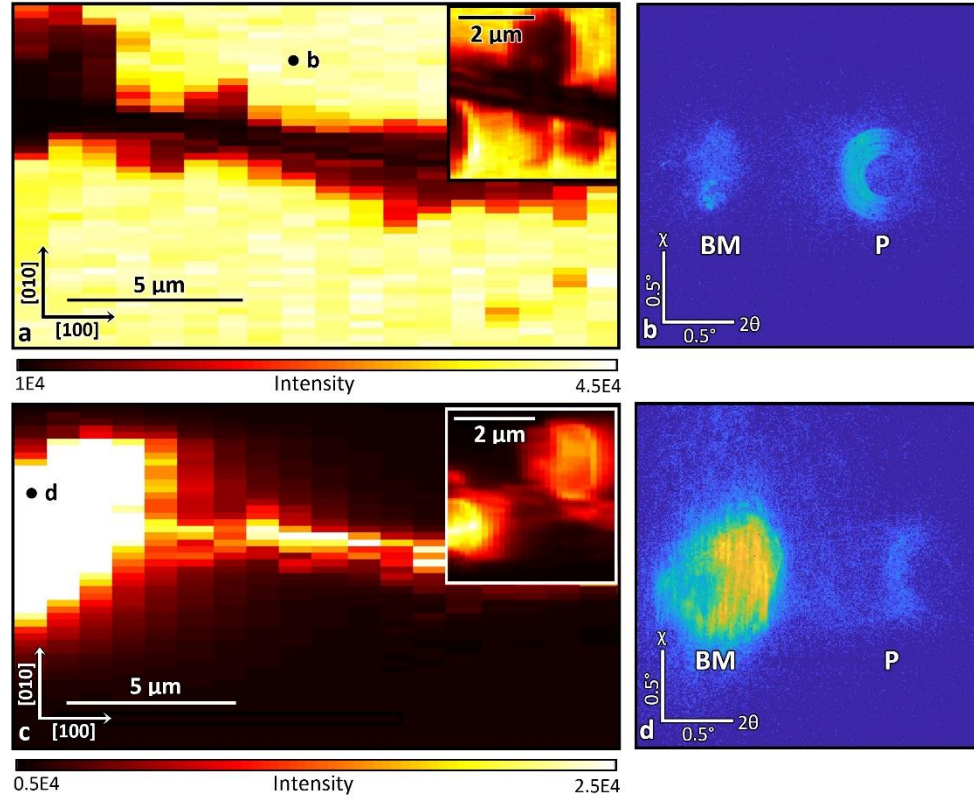 b
2 µm
[010]
5 µm
[100]
a
1E4
Intensity
4.5E4
BM
P
χ
0.5°
0.5°
2θ
b
d
2 µm
[010]
5 µm
[100]
c
0.5E4
Intensity
2.5E4
BM
P
χ
0.5°
0.5°
2θ
d